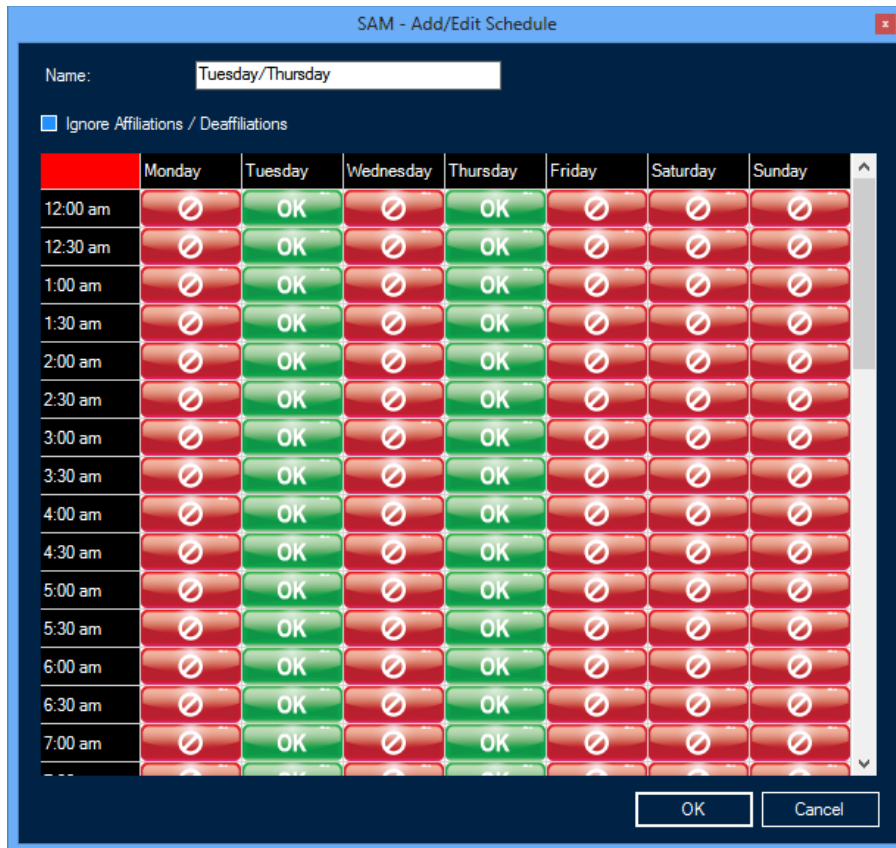 SAM - Add/Edit Schedule
x
Name: Tuesday/Thursday
Ignore Affiliations / Deaffiliations
Monday Tuesday Wednesday Thursday Friday Saturday Sunday
12:00 am OK OK
12:30 am OK OK
1:00 am OK OK
1:30 am OK OK
2:00 am OK OK
2:30 am OK OK
3:00 am OK OK
3:30 am OK OK
4:00 am OK OK
4:30 am OK OK
5:00 am OK OK
5:30 am OK OK
6:00 am OK OK
6:30 am OK OK
7:00 am OK OK
OK Cancel